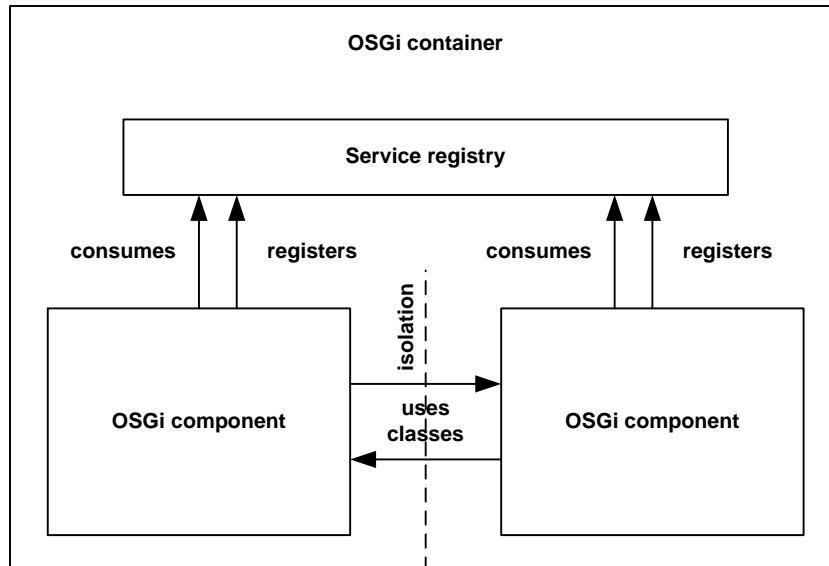 OSGi container
Service registry
consumes
registers
consumes
registers
isolation
OSGi component
uses
classes
OSGi component